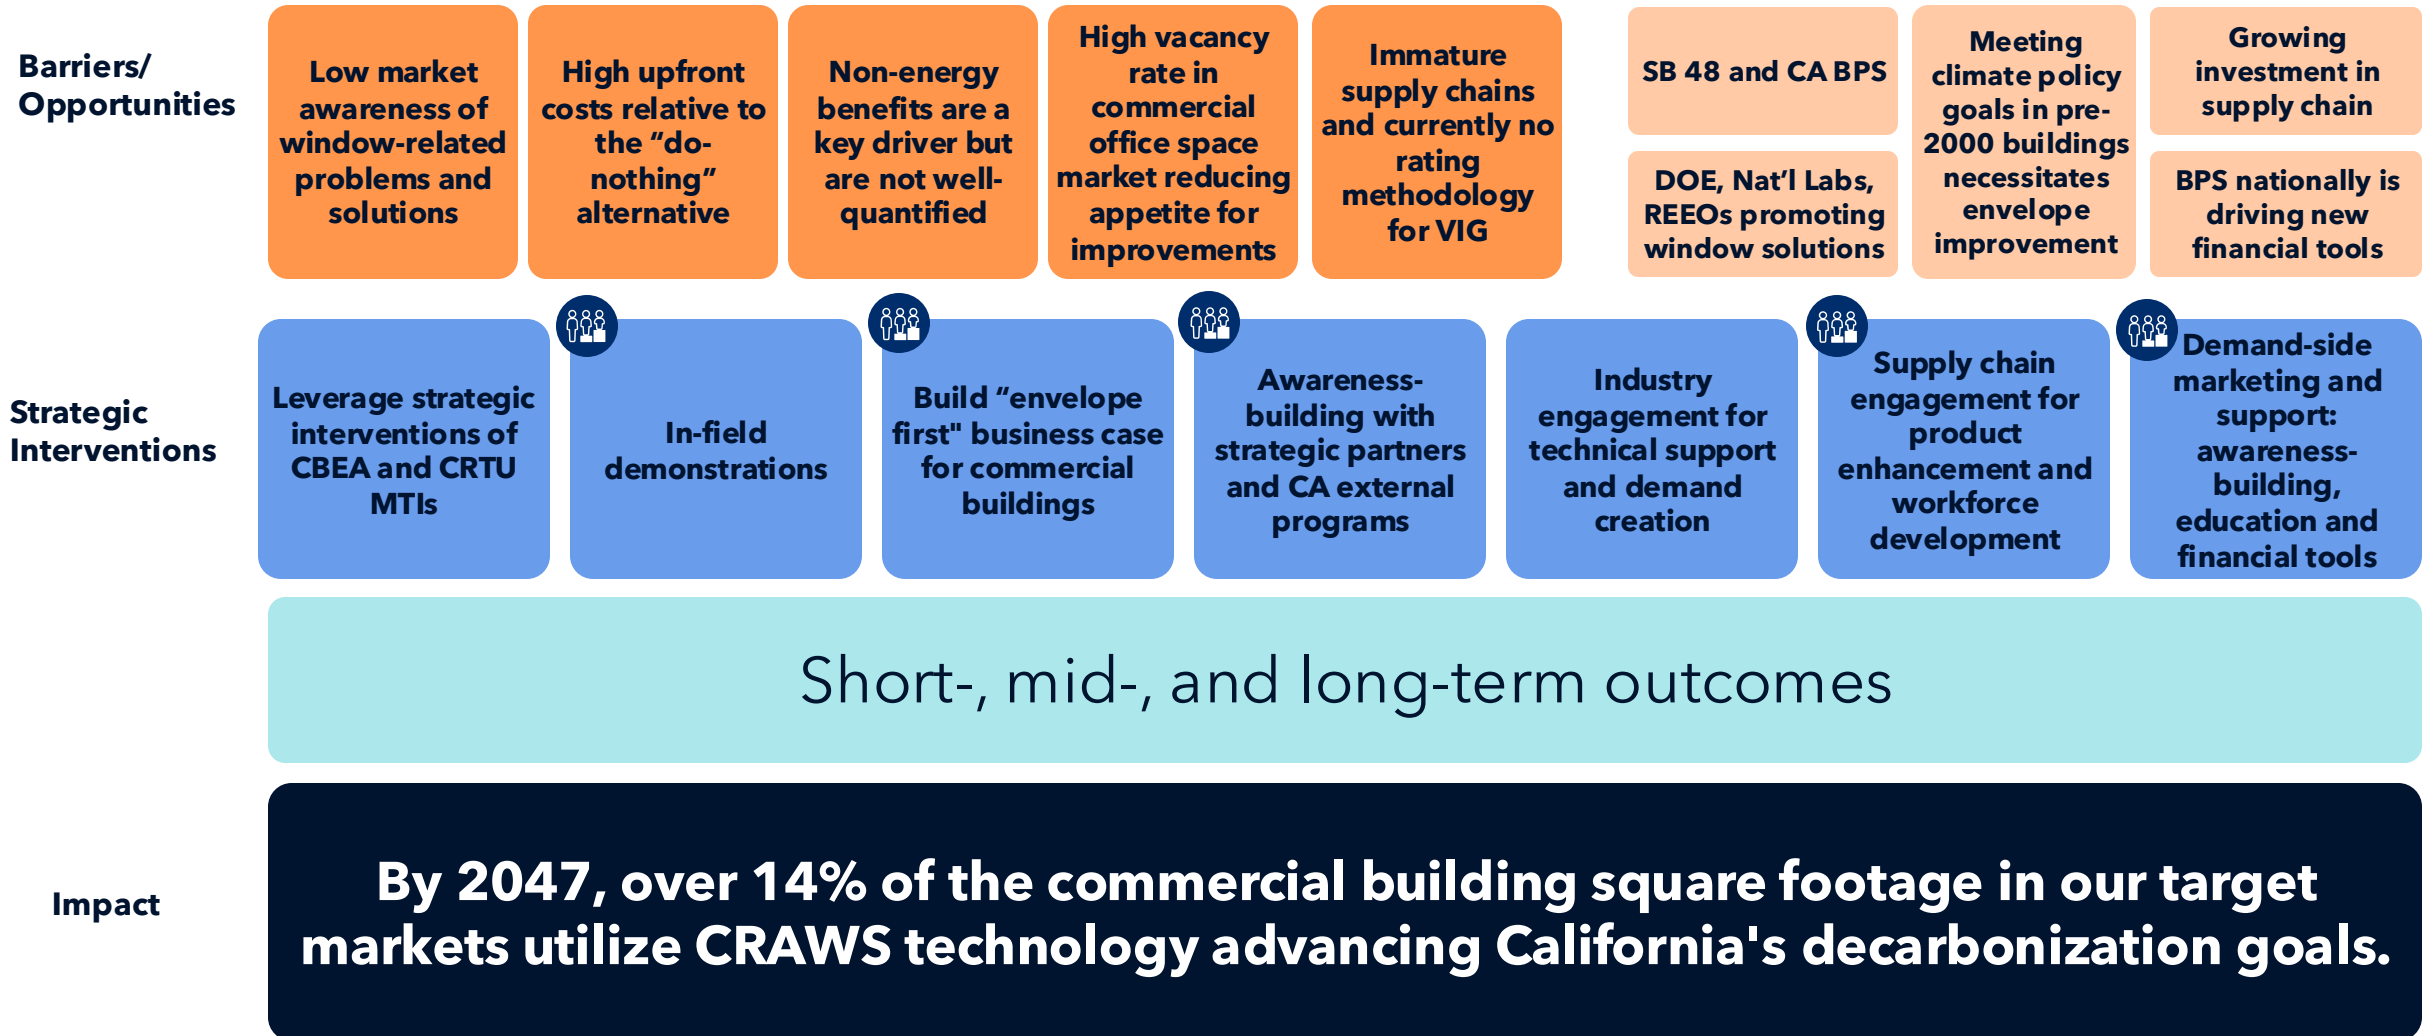 Barriers/
Opportunities
Low market
awareness of
window-related
problems and
solutions
High upfront
costs relative to
the “do-
nothing”
alternative
Non-energy
benefits are a
key driver but
are not well-
quantified
High vacancy
rate in
commercial
office space
market reducing
appetite for
improvements
Immature
supply chains
and currently no
rating
methodology
for VIG
SB 48 and CA BPS
DOE, Nat’l Labs,
REEOs promoting
window solutions
Meeting
climate policy
goals in pre-
2000 buildings
necessitates
envelope
improvement
Growing
investment in
supply chain
BPS nationally is
driving new
financial tools
Strategic
Interventions
Leverage strategic
interventions of
CBEA and CRTU
MTIs
In-field
demonstrations
Build “envelope
first" business case
for commercial
buildings
Awareness-
building with
strategic partners
and CA external
programs
Industry
engagement for
technical support
and demand
creation
Supply chain
engagement for
product
enhancement and
workforce
development
Demand-side
marketing and
support:
awareness-
building,
education and
financial tools
Short-, mid-, and long-term outcomes
Impact
By 2047, over 14% of the commercial building square footage in our target
markets utilize CRAWS technology advancing California's decarbonization goals.